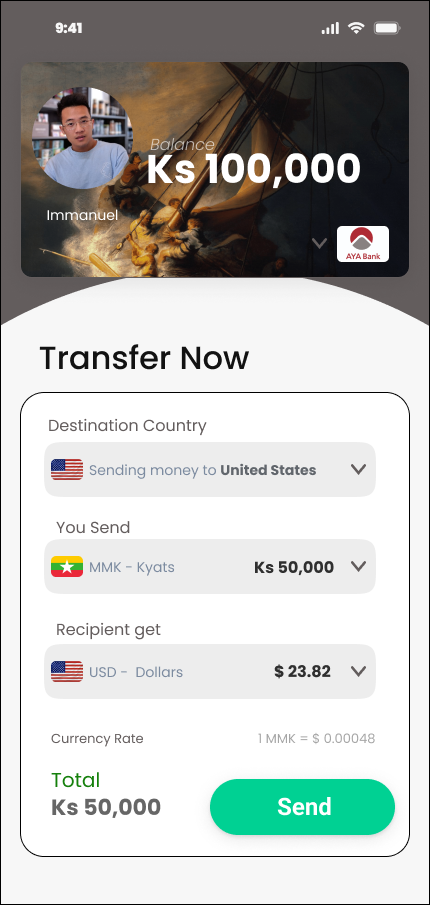 9:41
Balance
Ks 100,000
Immanuel
AYA Bank
Transfer Now
Destination Country
Sending money to United States
You Send
MMK - Kyats Ks 50,000
Recipient get
USD - Dollars $ 23.82
Currency Rate 1 MMK = $ 0.00048
Total
Ks 50,000
Send